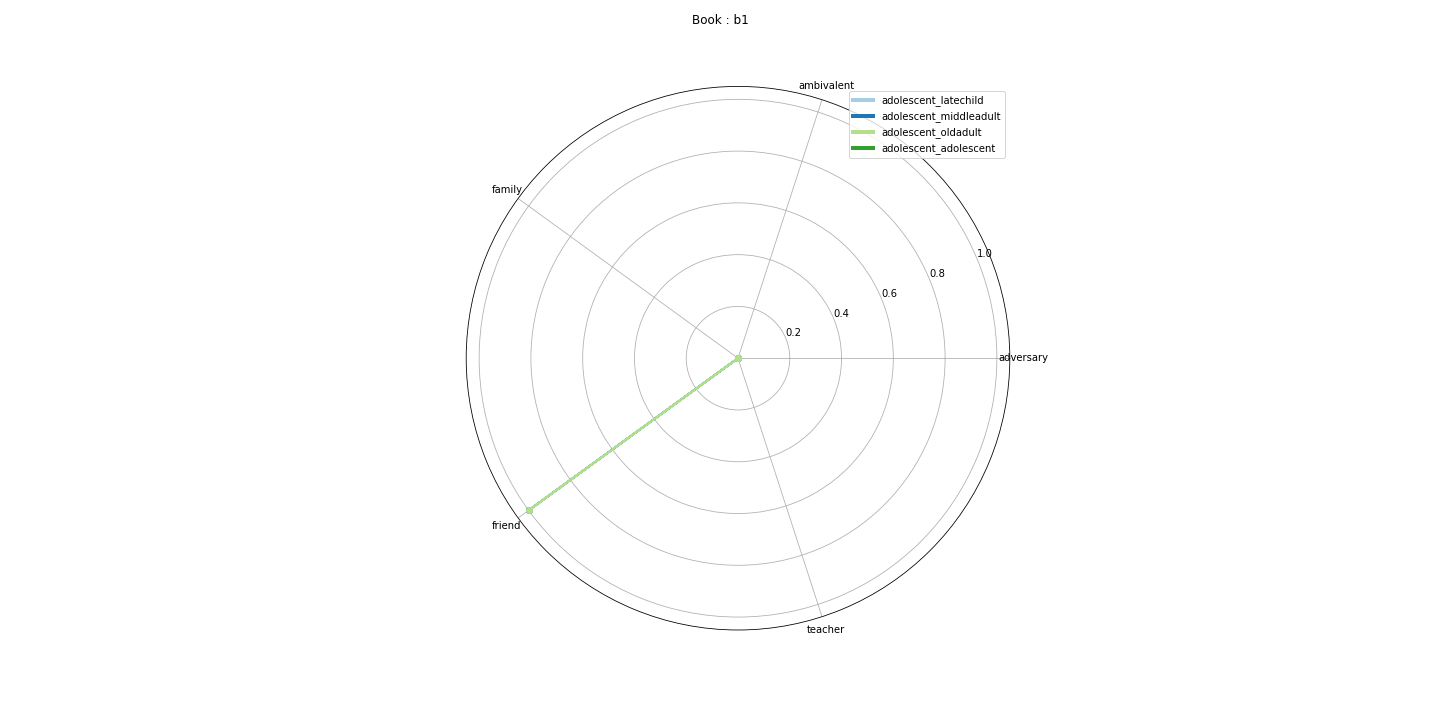 Book : b1
ambivalent
adolescent_latechild
adolescent_middleadult
adolescent_oldadult
adolescent_adolescent
family
1.0
0.8
0.6
0.4
0.2
adversary
friend
teacher